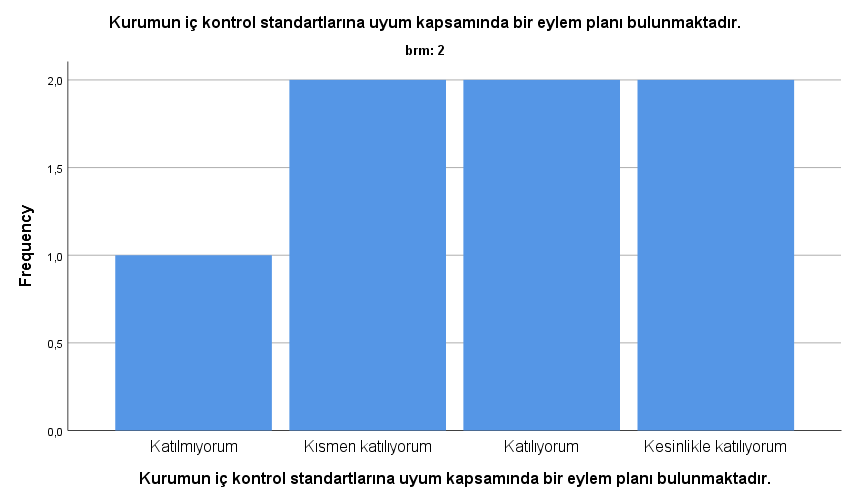 Kurumun iç kontrol standartlarına uyum kapsamında bir eylem planı bulunmaktadır.
brm: 2
Frequency
2,0
1,5
1,0
0,5
0,0
Katılmıyorum
Kısmen katılıyorum
Katılıyorum
Kesinlikle katılıyorum
Kurumun iç kontrol standartlarına uyum kapsamında bir eylem planı bulunmaktadır.